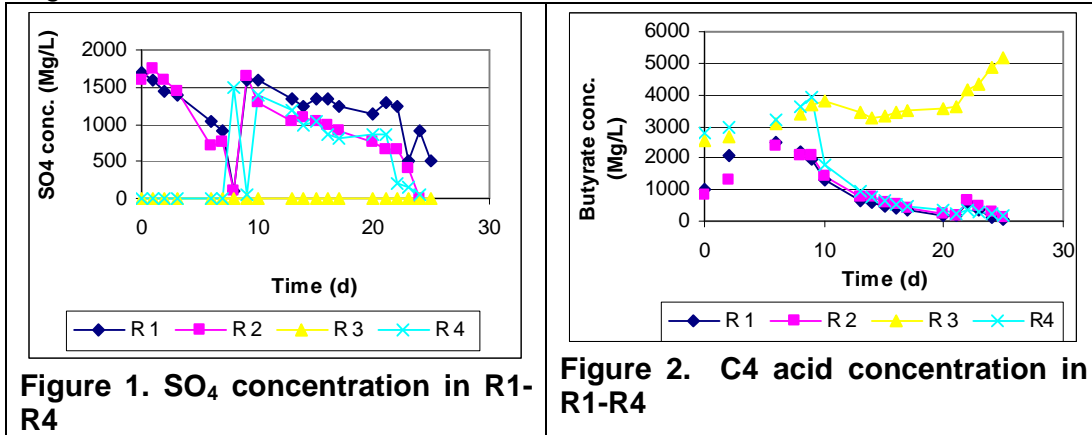 SO4 conc. (Mg/L)
2000
1500
1000
500
0
0 10 20 30
Time (d)
R 1 R 2 R 3 R 4
Figure 1. SO4 concentration in R1-
R4
Butyrate conc.
(Mg/L)
6000
5000
4000
3000
2000
1000
0
0 10 20 30
Time (d)
R 1 R 2 R 3 R4
Figure 2. C4 acid concentration in
R1-R4